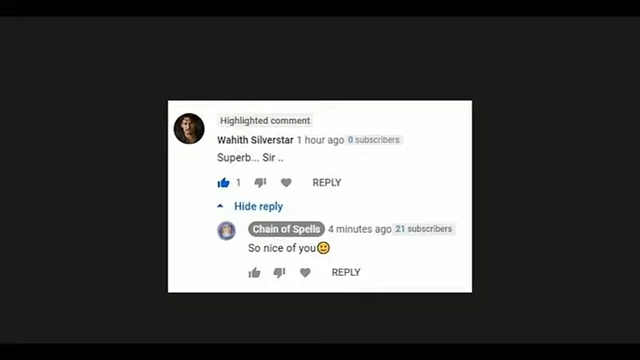 Highlighted comment
Wahith Silverstar 1 hour ago 0 subscribers
Superb... Sir ..
1 REPLY
Hide reply
Chain of Spells 4 minutes ago 21 subscribers
So nice of you😊
REPLY